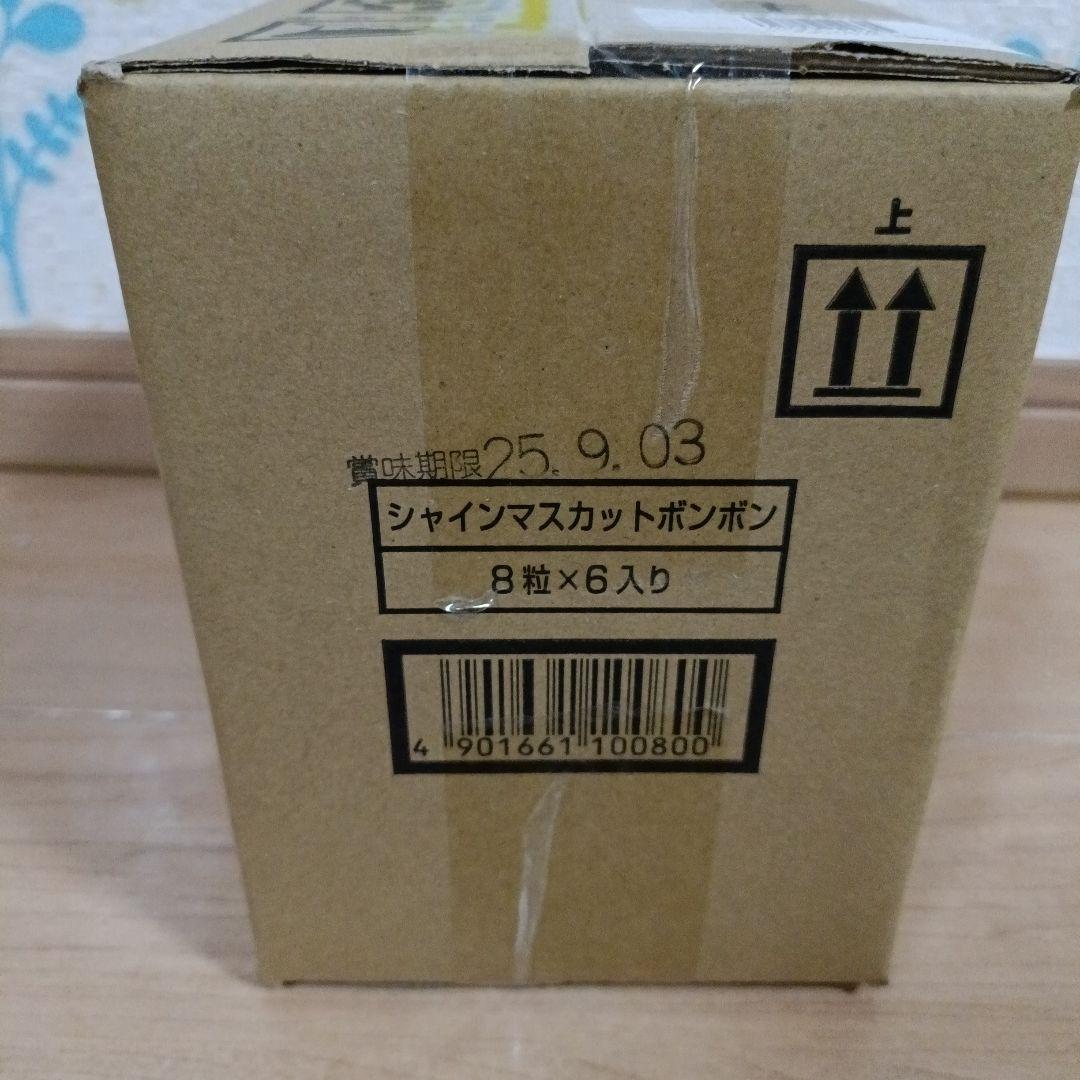 上
賞味期限25.9.03
シャインマスカットボンボン
8粒×6入り
4 901661 100800